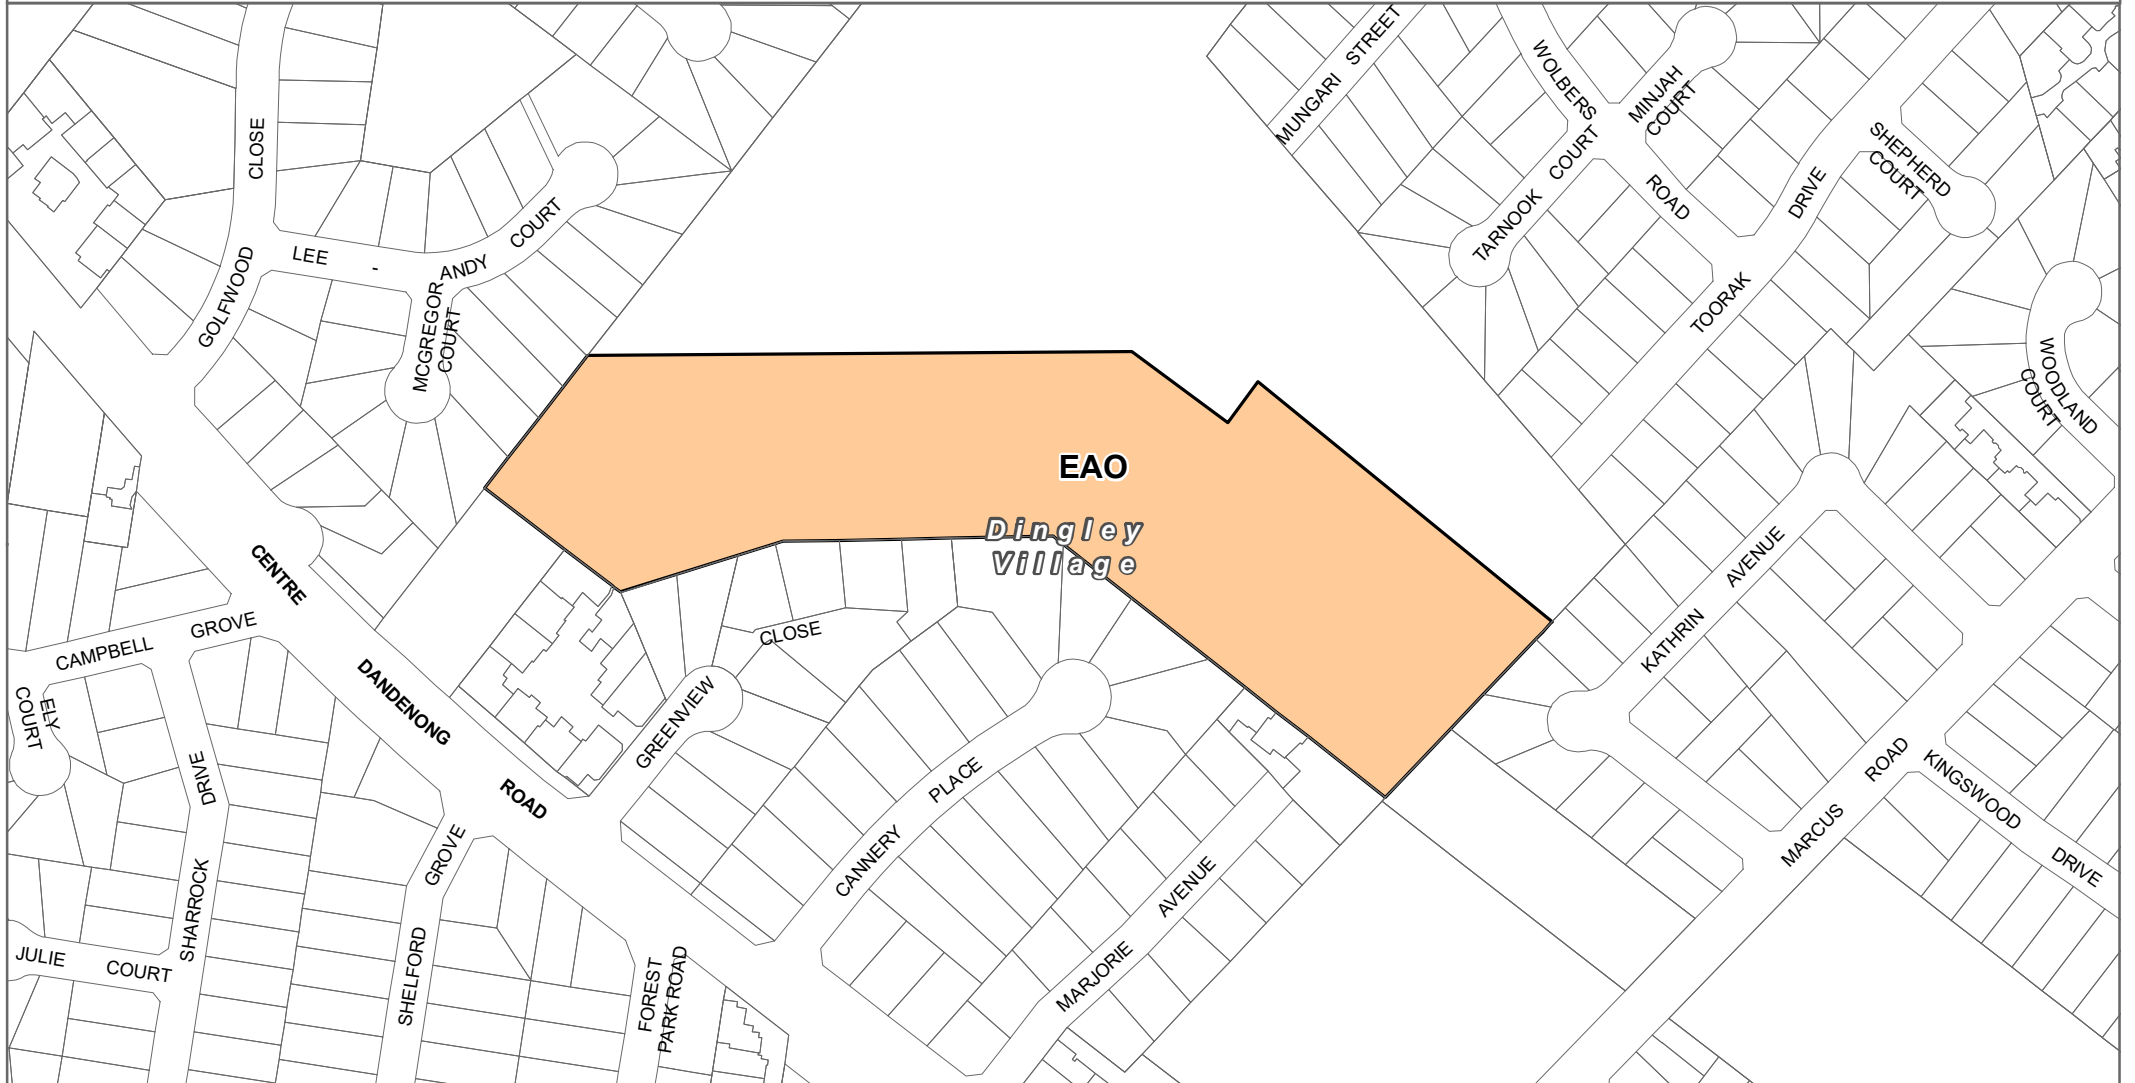 MUNGARI STREET
WOLBERS
ROAD
MINJAH
COURT
TARNOOK COURT
SHEPHERD
COURT
TOORAK DRIVE
WOODLAND
COURT
GOLFWOOD CLOSE
LEE - ANDY COURT
MCGREGOR
COURT
EAO
Dingley
Village
CENTRE
DANDENONG
ROAD
CAMPBELL GROVE
ELY
COURT
SHARROCK DRIVE
JULIE COURT
SHELFORD GROVE
FOREST
PARK ROAD
GREENVIEW CLOSE
CANNERY PLACE
MARJORIE AVENUE
KATHRIN AVENUE
MARCUS ROAD
KINGSWOOD DRIVE